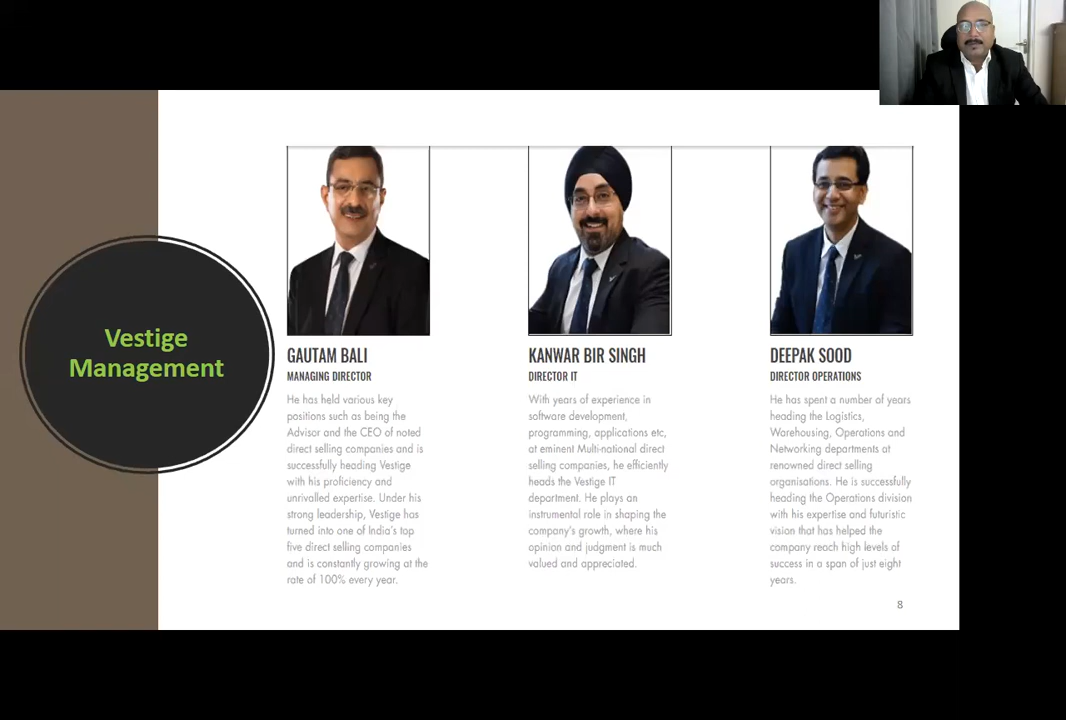 Vestige
Management
GAUTAM BALI
MANAGING DIRECTOR
He has held various key
positions such as being the
Advisor and the CEO of noted
direct selling companies and is
successfully heading Vestige
with his proficiency and
unrivalled expertise. Under his
strong leadership, Vestige has
turned into one of India's top
five direct selling companies
and is constantly growing at the
rate of 100% every year.
KANWAR BIR SINGH
DIRECTOR IT
With years of experience in
software development,
programming, applications etc,
at eminent Multi-national direct
selling companies, he efficiently
heads the Vestige IT
department. He plays an
instrumental role in shaping the
company's growth, where his
opinion and judgment is much
valued and appreciated.
DEEPAK SOOD
DIRECTOR OPERATIONS
He has spent a number of years
heading the Logistics,
Warehousing, Operations and
Networking departments at
renowned direct selling
organisations. He is successfully
heading the Operations division
with his expertise and futuristic
vision that has helped the
company reach high levels of
success in a span of just eight
years.
8